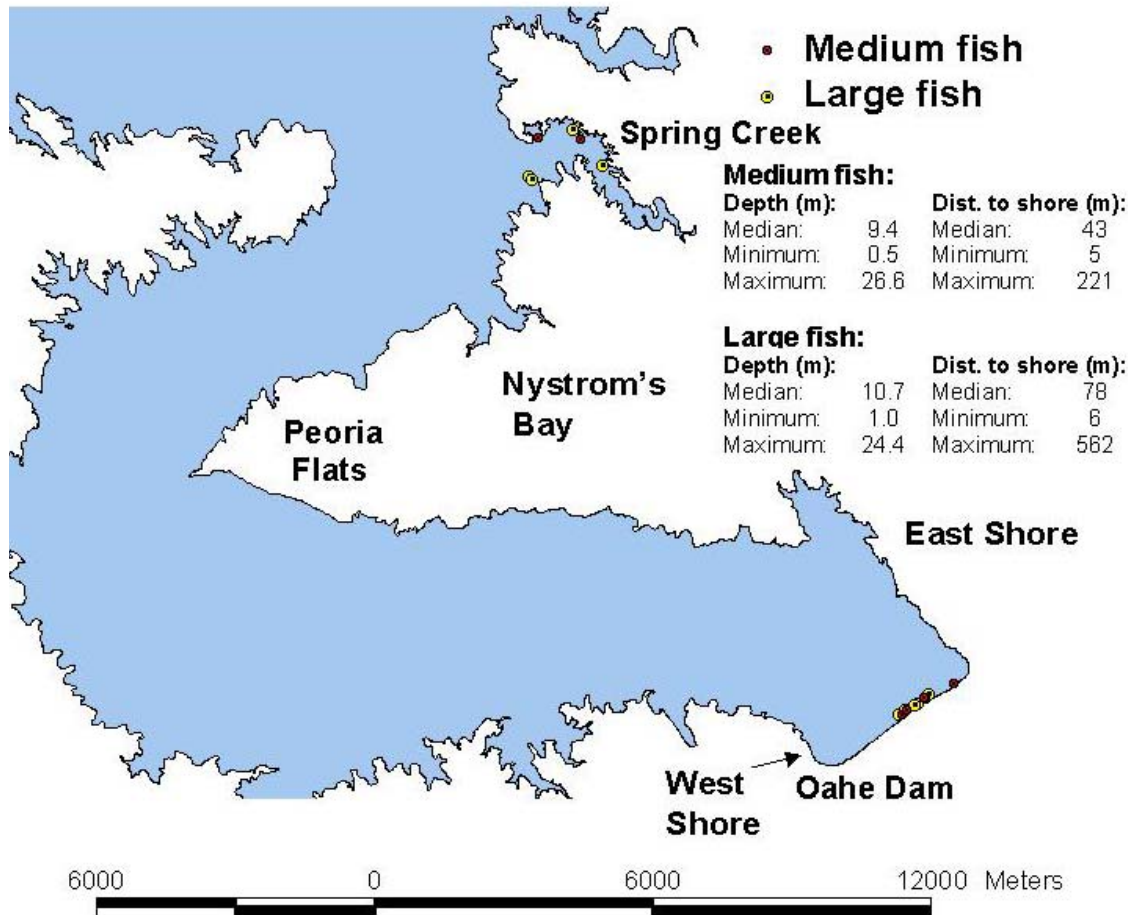 Medium fish
Large fish
Spring Creek
Medium fish:
Depth (m): Dist. to shore (m):
Median: 9.4 Median: 43
Minimum: 0.5 Minimum: 5
Maximum: 26.6 Maximum: 221
Large fish:
Depth (m): Dist. to shore (m):
Median: 10.7 Median: 78
Minimum: 1.0 Minimum: 6
Maximum: 24.4 Maximum: 562
Nystrom's
Bay
Peoria
Flats
East Shore
West
Shore
Oahe Dam
6000 0 6000 12000 Meters